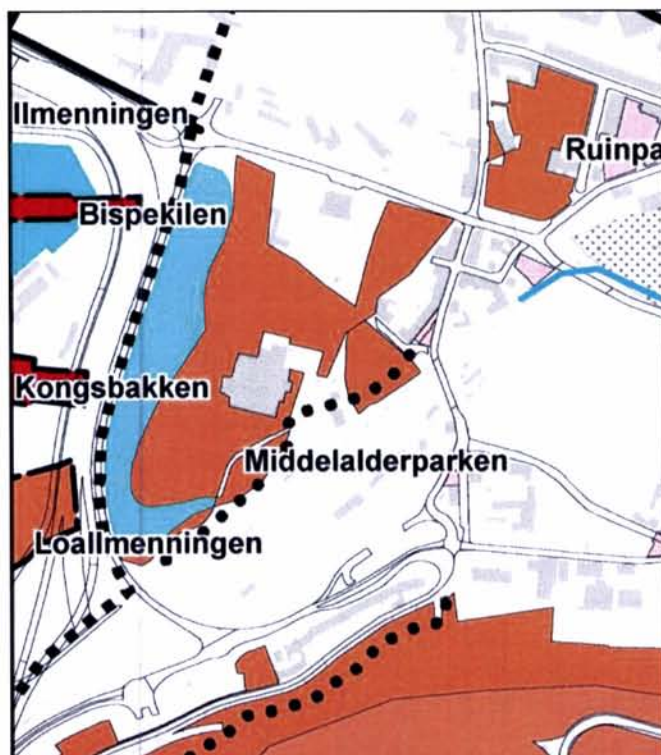 Ilmenningen
Ruinpa
Bispekilen
Kongsbakken
Middelalderparken
Loallmenningen